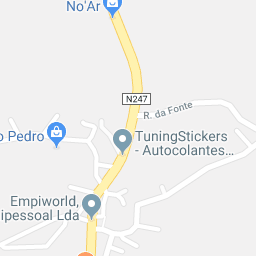 No'Ar
N247
R. da Fonte
o Pedro
TuningStickers
- Autocolantes...
Empiworld,
ipessoal Lda